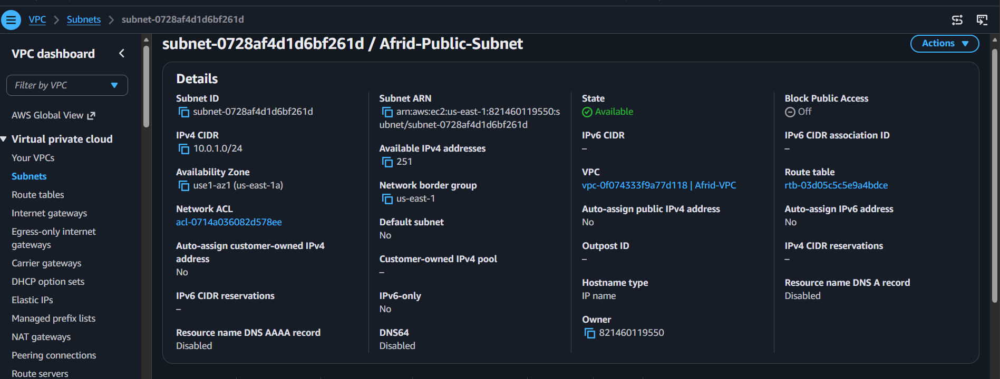 VPC
Subnets
subnet-0728af4d1d6bf261d
VPC dashboard
Filter by VPC
AWS Global View
Virtual private cloud
Your VPCs
Subnets
Route tables
Internet gateways
Egress-only internet
gateways
Carrier gateways
DHCP option sets
Elastic IPs
Managed prefix lists
NAT gateways
Peering connections
Route servers
subnet-0728af4d1d6bf261d / Afrid-Public-Subnet
Actions
Details
Subnet ID
subnet-0728af4d1d6bf261d
IPv4 CIDR
10.0.1.0/24
Availability Zone
use1-az1 (us-east-1a)
Network ACL
acl-0714a036082d578ee
Auto-assign customer-owned IPv4
address
No
IPv6 CIDR reservations
–
Resource name DNS AAAA record
Disabled
Subnet ARN
arn:aws:ec2:us-east-1:821460119550:s
ubnet/subnet-0728af4d1d6bf261d
Available IPv4 addresses
251
Network border group
us-east-1
Default subnet
No
Customer-owned IPv4 pool
–
IPv6-only
No
DNS64
Disabled
State
Available
IPv6 CIDR
–
VPC
vpc-0f074333f9a77d118 | Afrid-VPC
Auto-assign public IPv4 address
No
Outpost ID
–
Hostname type
IP name
Owner
821460119550
Block Public Access
Off
IPv6 CIDR association ID
–
Route table
rtb-03d05c5c5e9a4bdce
Auto-assign IPv6 address
No
IPv4 CIDR reservations
–
Resource name DNS A record
Disabled